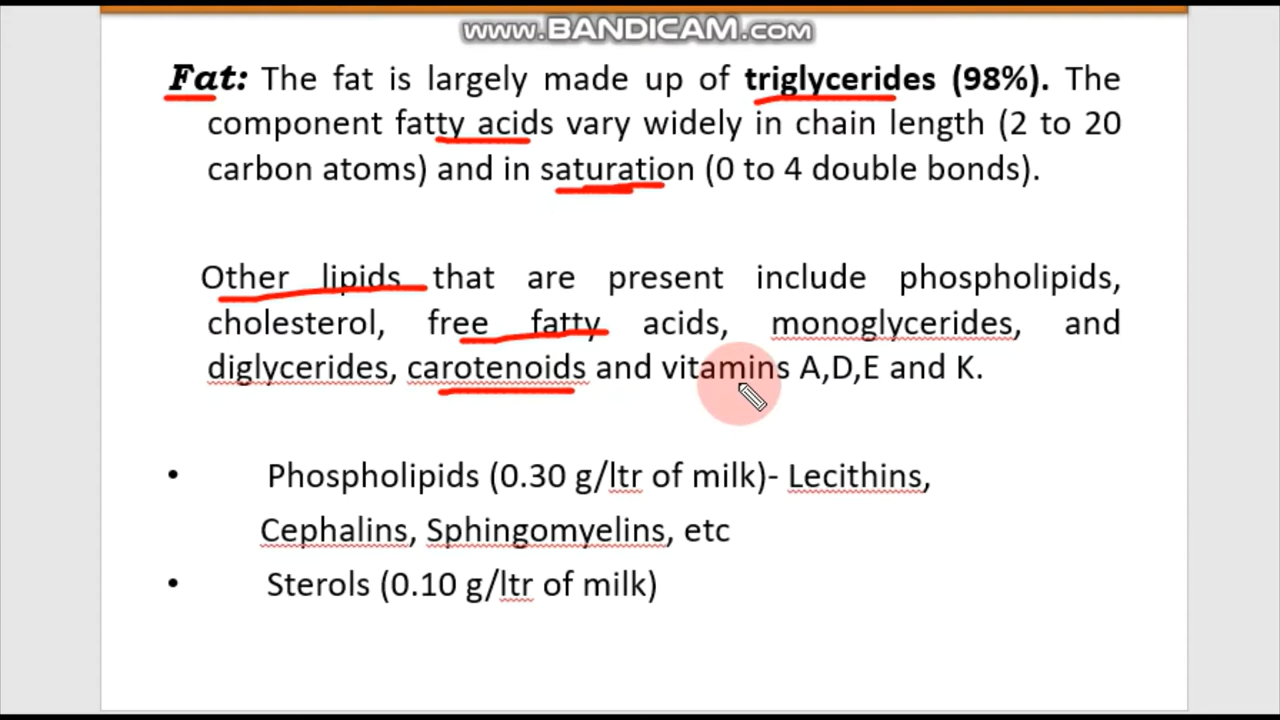 www.BANDICAM.com
Fat: The fat is largely made up of triglycerides (98%). The
component fatty acids vary widely in chain length (2 to 20
carbon atoms) and in saturation (0 to 4 double bonds).
Other lipids that are present include phospholipids,
cholesterol, free fatty acids, monoglycerides, and
diglycerides, carotenoids and vitamins A,D,E and K.
• Phospholipids (0.30 g/ltr of milk)- Lecithins,
Cephalins, Sphingomyelins, etc
• Sterols (0.10 g/ltr of milk)